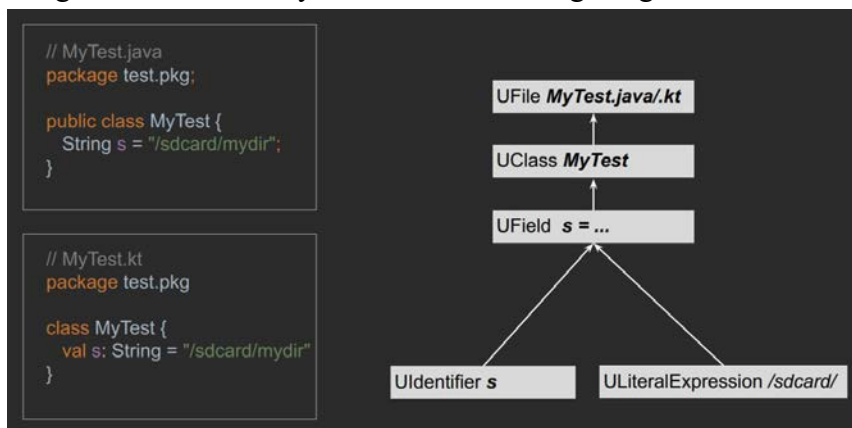 // MyTest.java
package test.pkg;
public class MyTest {
String s = "/sdcard/mydir";
}
// MyTest.kt
package test.pkg
class MyTest {
val s: String = "/sdcard/mydir"
}
UFile MyTest.java/.kt
UClass MyTest
UField s = ...
UIdentifier s
ULiteralExpression /sdcard/